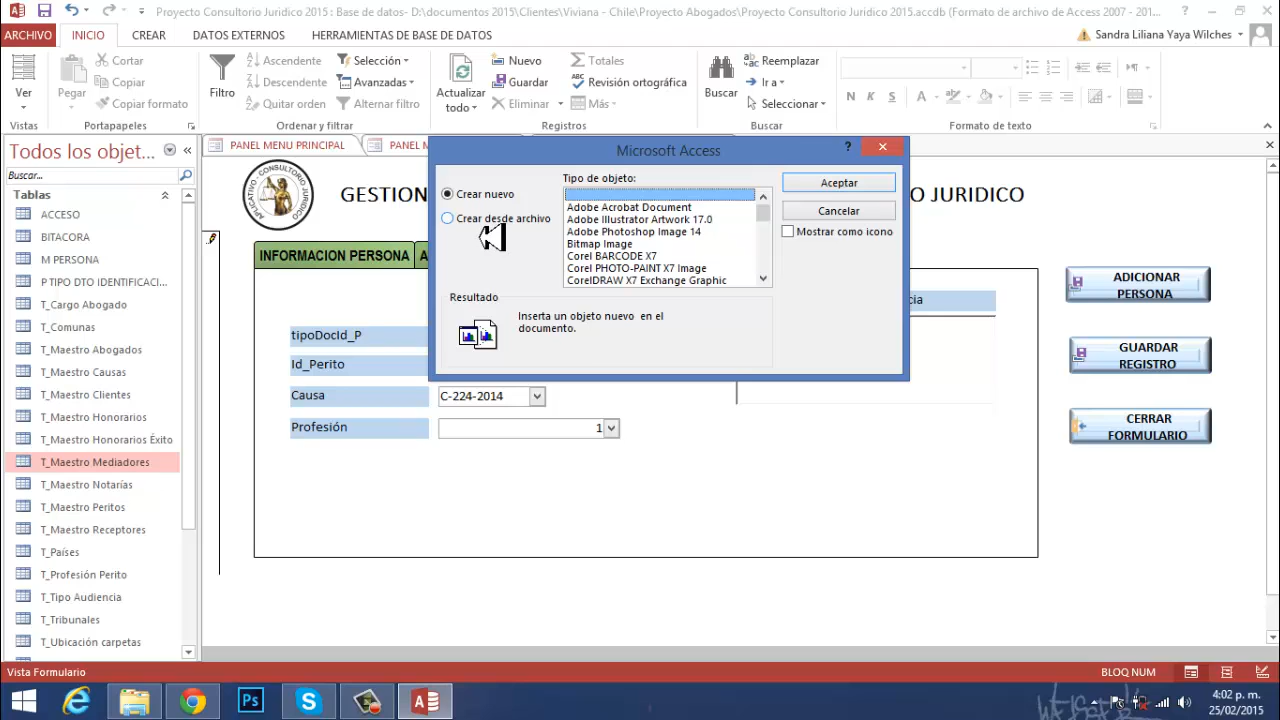 Proyecto Consultorio Juridico 2015 : Base de datos- D:\documentos 2015\Clientes\Viviana - Chile\Proyecto Abogados\Proyecto Consultorio Juridico 2015.accdb (Formato de archivo de Access 2007 - 201...
ARCHIVO INICIO CREAR DATOS EXTERNOS HERRAMIENTAS DE BASE DE DATOS Sandra Liliana Yaya Wilches
Ver
Vistas
Pegar
Cortar
Copiar
Copiar formato
Portapapeles
Filtro
Ascendente
Descendente
Quitar orden
Selección
Avanzadas
Alternar filtro
Ordenar y filtrar
Actualizar
todo
Nuevo
Guardar
Eliminar
Totales
Revisión ortográfica
Más
Registros
Buscar
Reemplazar
Ir a
Seleccionar
Buscar
N K S A
Formato de texto
Todos los objet...
Buscar...
Tablas
ACCESO
BITACORA
M PERSONA
P TIPO DTO IDENTIFICACI...
T_Cargo Abogado
T_Comunas
T_Maestro Abogados
T_Maestro Causas
T_Maestro Clientes
T_Maestro Honorarios
T_Maestro Honorarios Éxito
T_Maestro Mediadores
T_Maestro Notarías
T_Maestro Peritos
T_Maestro Receptores
T_Países
T_Profesión Perito
T_Tipo Audiencia
T_Tribunales
T_Ubicación carpetas
PANEL MENU PRINCIPAL PANEL M
APLICATIVO CONSULTORIO JURIDICO
GESTION JURIDICO
INFORMACION PERSONA A
tipoDocId_P
Id_Perito
Causa C-224-2014
Profesión 1
cia
ADICIONAR
PERSONA
GUARDAR
REGISTRO
CERRAR
FORMULARIO
Microsoft Access
?
Crear nuevo
Crear desde archivo
Tipo de objeto:
Adobe Acrobat Document
Adobe Illustrator Artwork 17.0
Adobe Photoshop Image 14
Bitmap Image
Corel BARCODE X7
Corel PHOTO-PAINT X7 Image
CorelDRAW X7 Exchange Graphic
Aceptar
Cancelar
Mostrar como icono
Resultado
Inserta un objeto nuevo en el
documento.
Vista Formulario BLOQ NUM
4:02 p. m.
25/02/2015